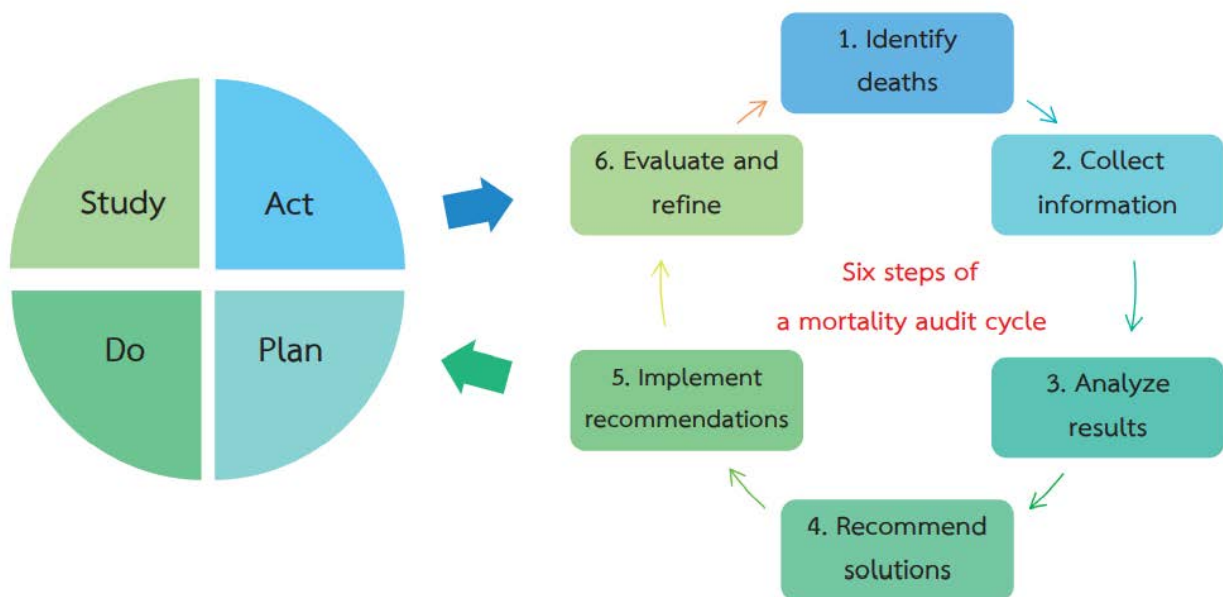 Study
Act
Do
Plan
1. Identify
deaths
2. Collect
information
3. Analyze
results
4. Recommend
solutions
5. Implement
recommendations
6. Evaluate and
refine
Six steps of
a mortality audit cycle